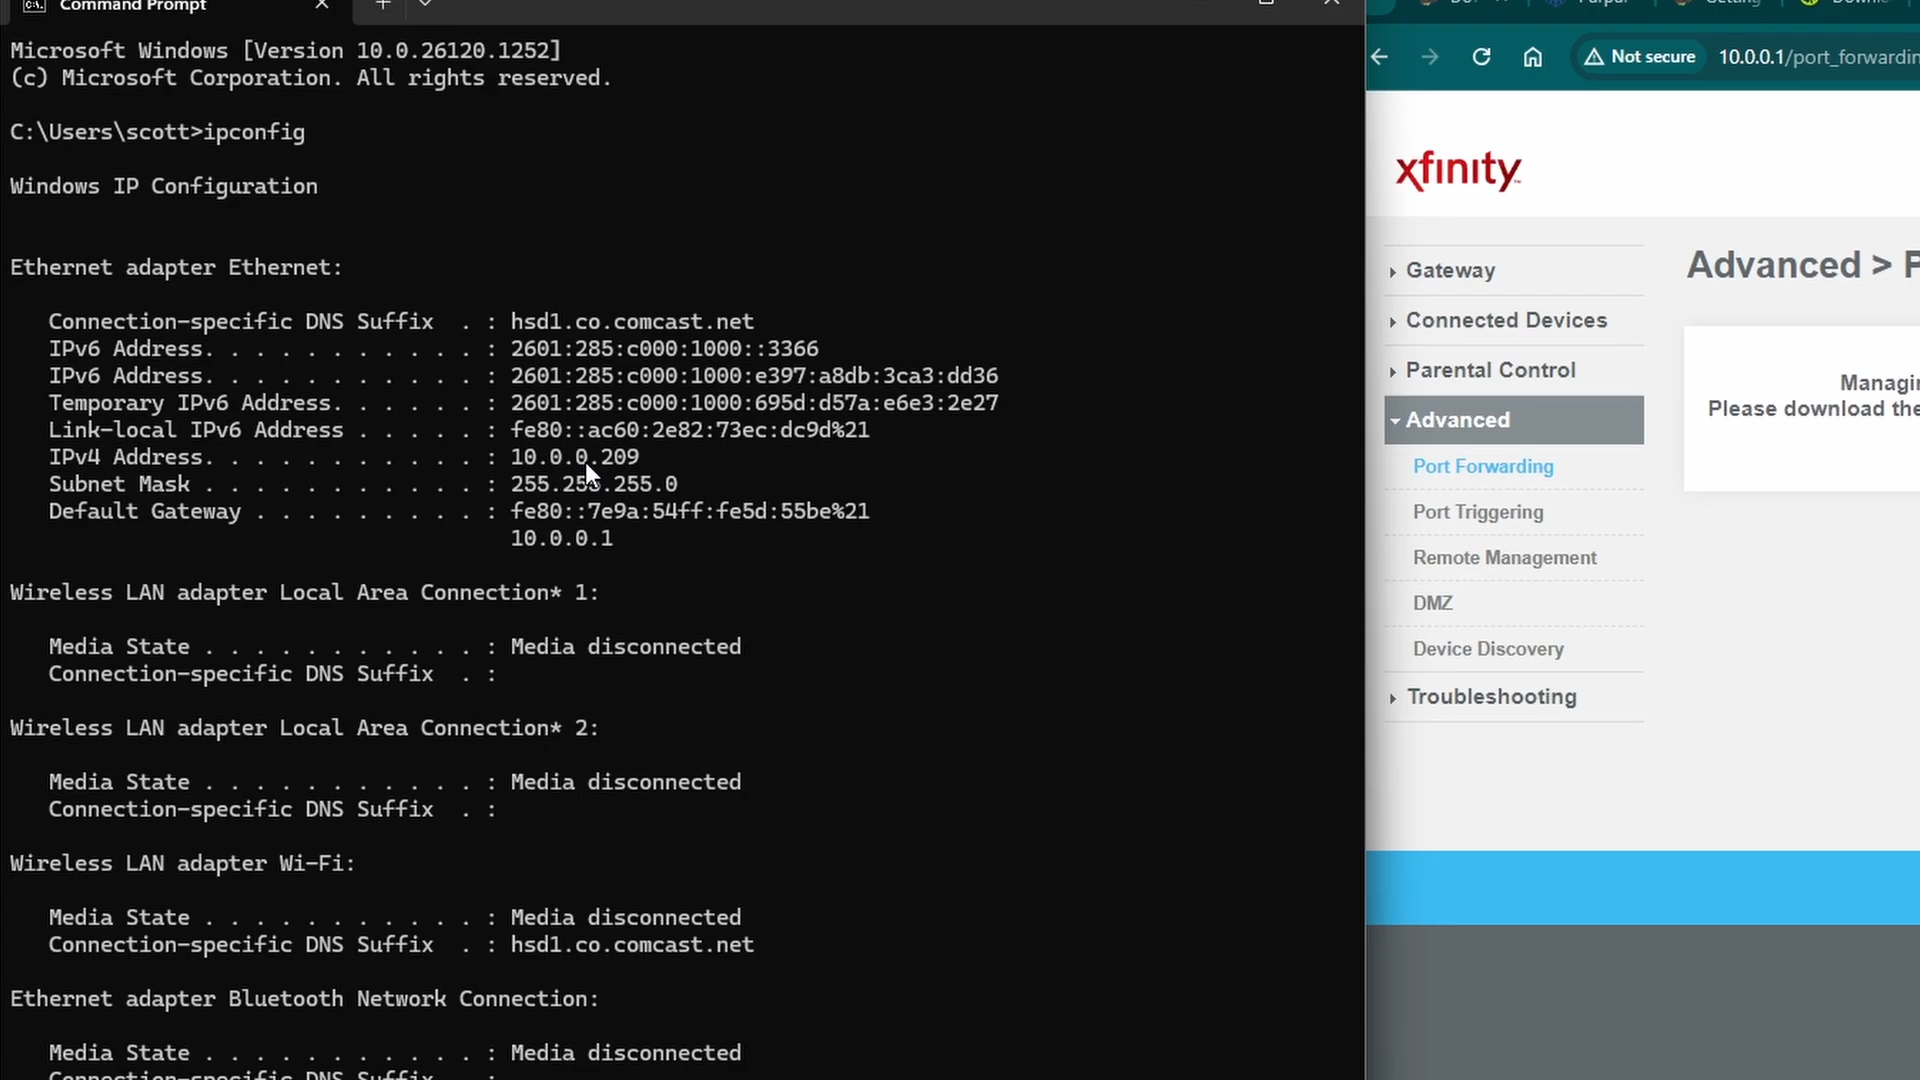 Command Prompt
Microsoft Windows [Version 10.0.26120.1252]
(c) Microsoft Corporation. All rights reserved.
C:\Users\scott>ipconfig
Windows IP Configuration
Ethernet adapter Ethernet:
Connection-specific DNS Suffix . : hsd1.co.comcast.net
IPv6 Address. . . . . . . . . . . : 2601:285:c000:1000::3366
IPv6 Address. . . . . . . . . . . : 2601:285:c000:1000:e397:a8db:3ca3:dd36
Temporary IPv6 Address. . . . . . : 2601:285:c000:1000:695d:d57a:e6e3:2e27
Link-local IPv6 Address . . . . . : fe80::ac60:2e82:73ec:dc9d%21
IPv4 Address. . . . . . . . . . . : 10.0.0.209
Subnet Mask . . . . . . . . . . . : 255.255.255.0
Default Gateway . . . . . . . . . : fe80::7e9a:54ff:fe5d:55be%21
10.0.0.1
Wireless LAN adapter Local Area Connection* 1:
Media State . . . . . . . . . . . : Media disconnected
Connection-specific DNS Suffix . :
Wireless LAN adapter Local Area Connection* 2:
Media State . . . . . . . . . . . : Media disconnected
Connection-specific DNS Suffix . :
Wireless LAN adapter Wi-Fi:
Media State . . . . . . . . . . . : Media disconnected
Connection-specific DNS Suffix . : hsd1.co.comcast.net
Ethernet adapter Bluetooth Network Connection:
Media State . . . . . . . . . . . : Media disconnected
Connection-specific DNS Suffix . :
Not secure 10.0.0.1/port_forwardin
xfinity
Gateway
Connected Devices
Parental Control
Advanced
Port Forwarding
Port Triggering
Remote Management
DMZ
Device Discovery
Troubleshooting
Advanced > P
Managin
Please download the